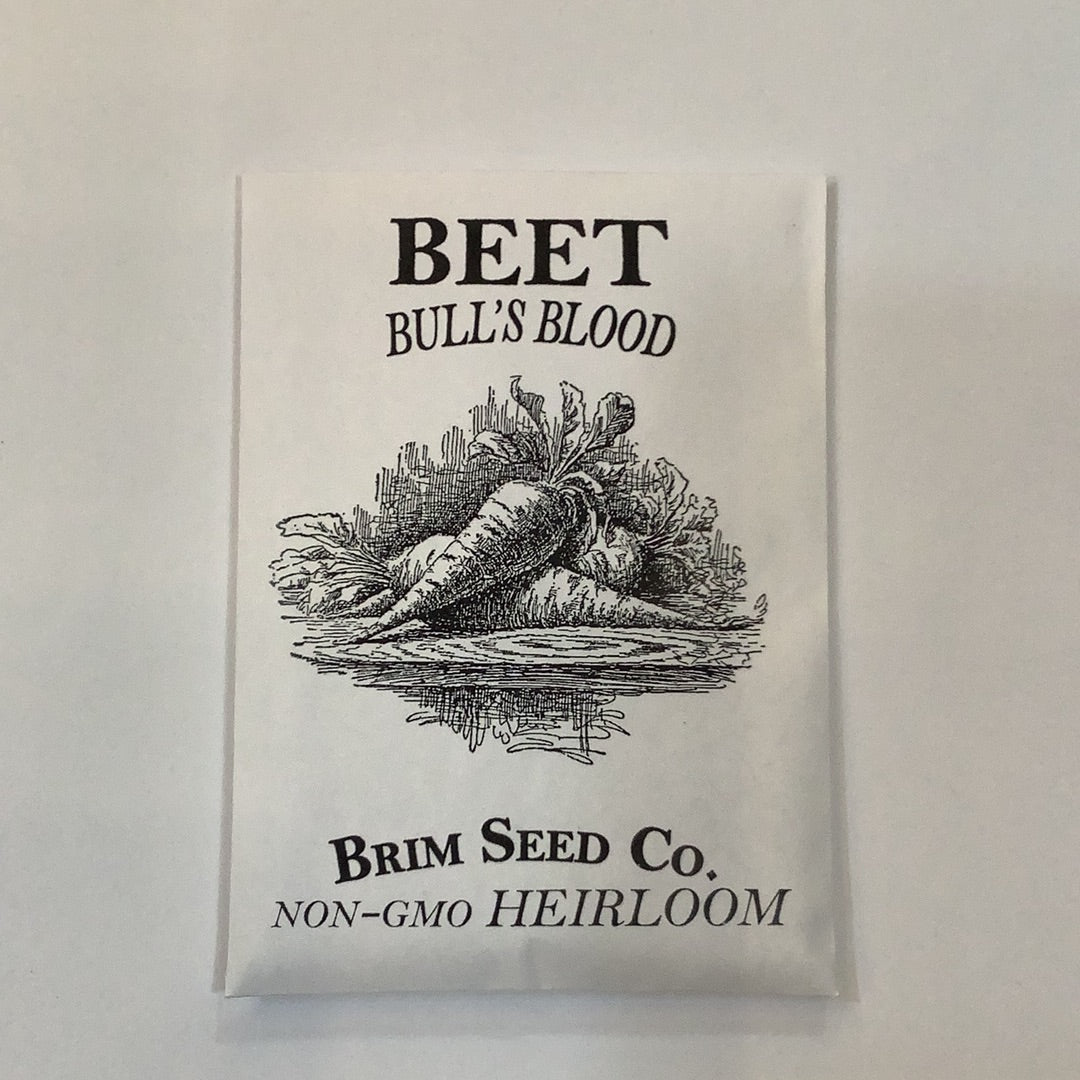 BEET
BULL'S BLOOD
BRIM SEED CO.
NON-GMO HEIRLOOM